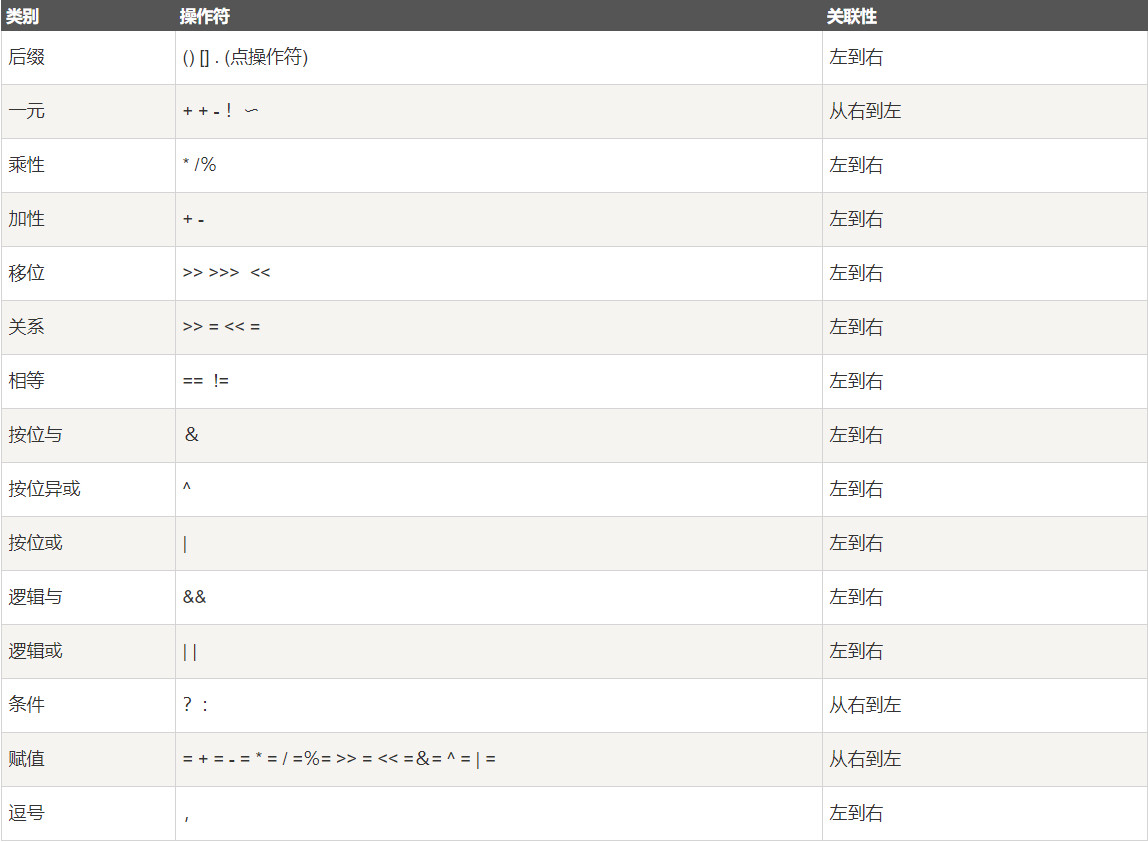 类别 操作符 关联性
后缀 () [] . (点操作符) 左到右
一元 + + - ！ ∽ 从右到左
乘性 * /％ 左到右
加性 + - 左到右
移位 >> >>> << 左到右
关系 >> = << = 左到右
相等 == != 左到右
按位与 ＆ 左到右
按位异或 ^ 左到右
按位或 | 左到右
逻辑与 && 左到右
逻辑或 | | 左到右
条件 ？： 从右到左
赋值 = + = - = * = / =％= >> = << =＆= ^ = | = 从右到左
逗号 ， 左到右